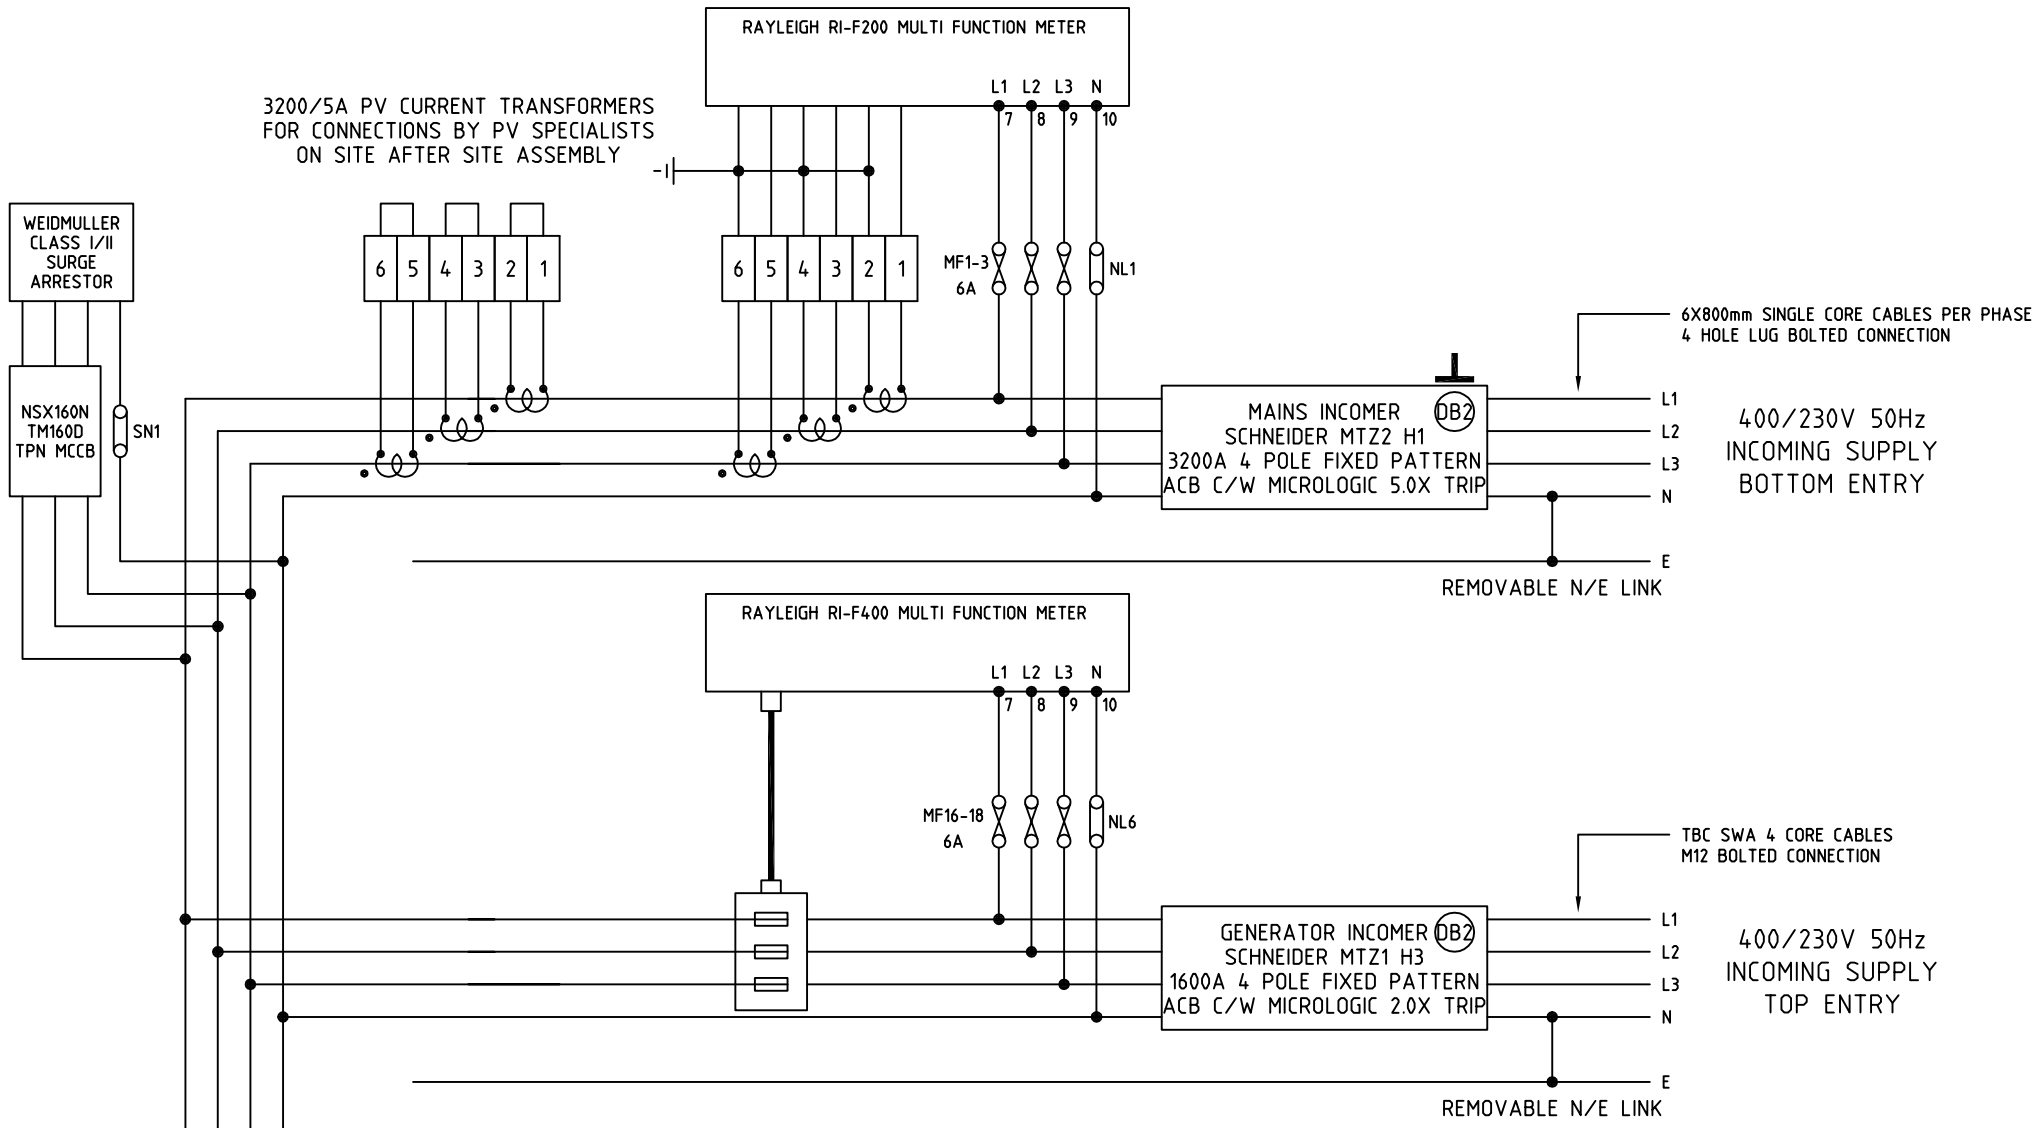 RAYLEIGH RI-F200 MULTI FUNCTION METER
L1 L2 L3 N
7 8 9 10
3200/5A PV CURRENT TRANSFORMERS
FOR CONNECTIONS BY PV SPECIALISTS
ON SITE AFTER SITE ASSEMBLY
WEIDMULLER
CLASS I/II
SURGE
ARRESTOR
6 5 4 3 2 1
6 5 4 3 2 1
MF1-3
6A
NL1
6X800mm SINGLE CORE CABLES PER PHASE
4 HOLE LUG BOLTED CONNECTION
NSX160N
TM160D
TPN MCCB
SN1
MAINS INCOMER
DB2
SCHNEIDER MTZ2 H1
3200A 4 POLE FIXED PATTERN
ACB C/W MICROLOGIC 5.0X TRIP
L1
L2
L3
N
E
400/230V 50Hz
INCOMING SUPPLY
BOTTOM ENTRY
REMOVABLE N/E LINK
RAYLEIGH RI-F400 MULTI FUNCTION METER
L1 L2 L3 N
7 8 9 10
MF16-18
6A
NL6
TBC SWA 4 CORE CABLES
M12 BOLTED CONNECTION
GENERATOR INCOMER
DB2
SCHNEIDER MTZ1 H3
1600A 4 POLE FIXED PATTERN
ACB C/W MICROLOGIC 2.0X TRIP
L1
L2
L3
N
E
400/230V 50Hz
INCOMING SUPPLY
TOP ENTRY
REMOVABLE N/E LINK